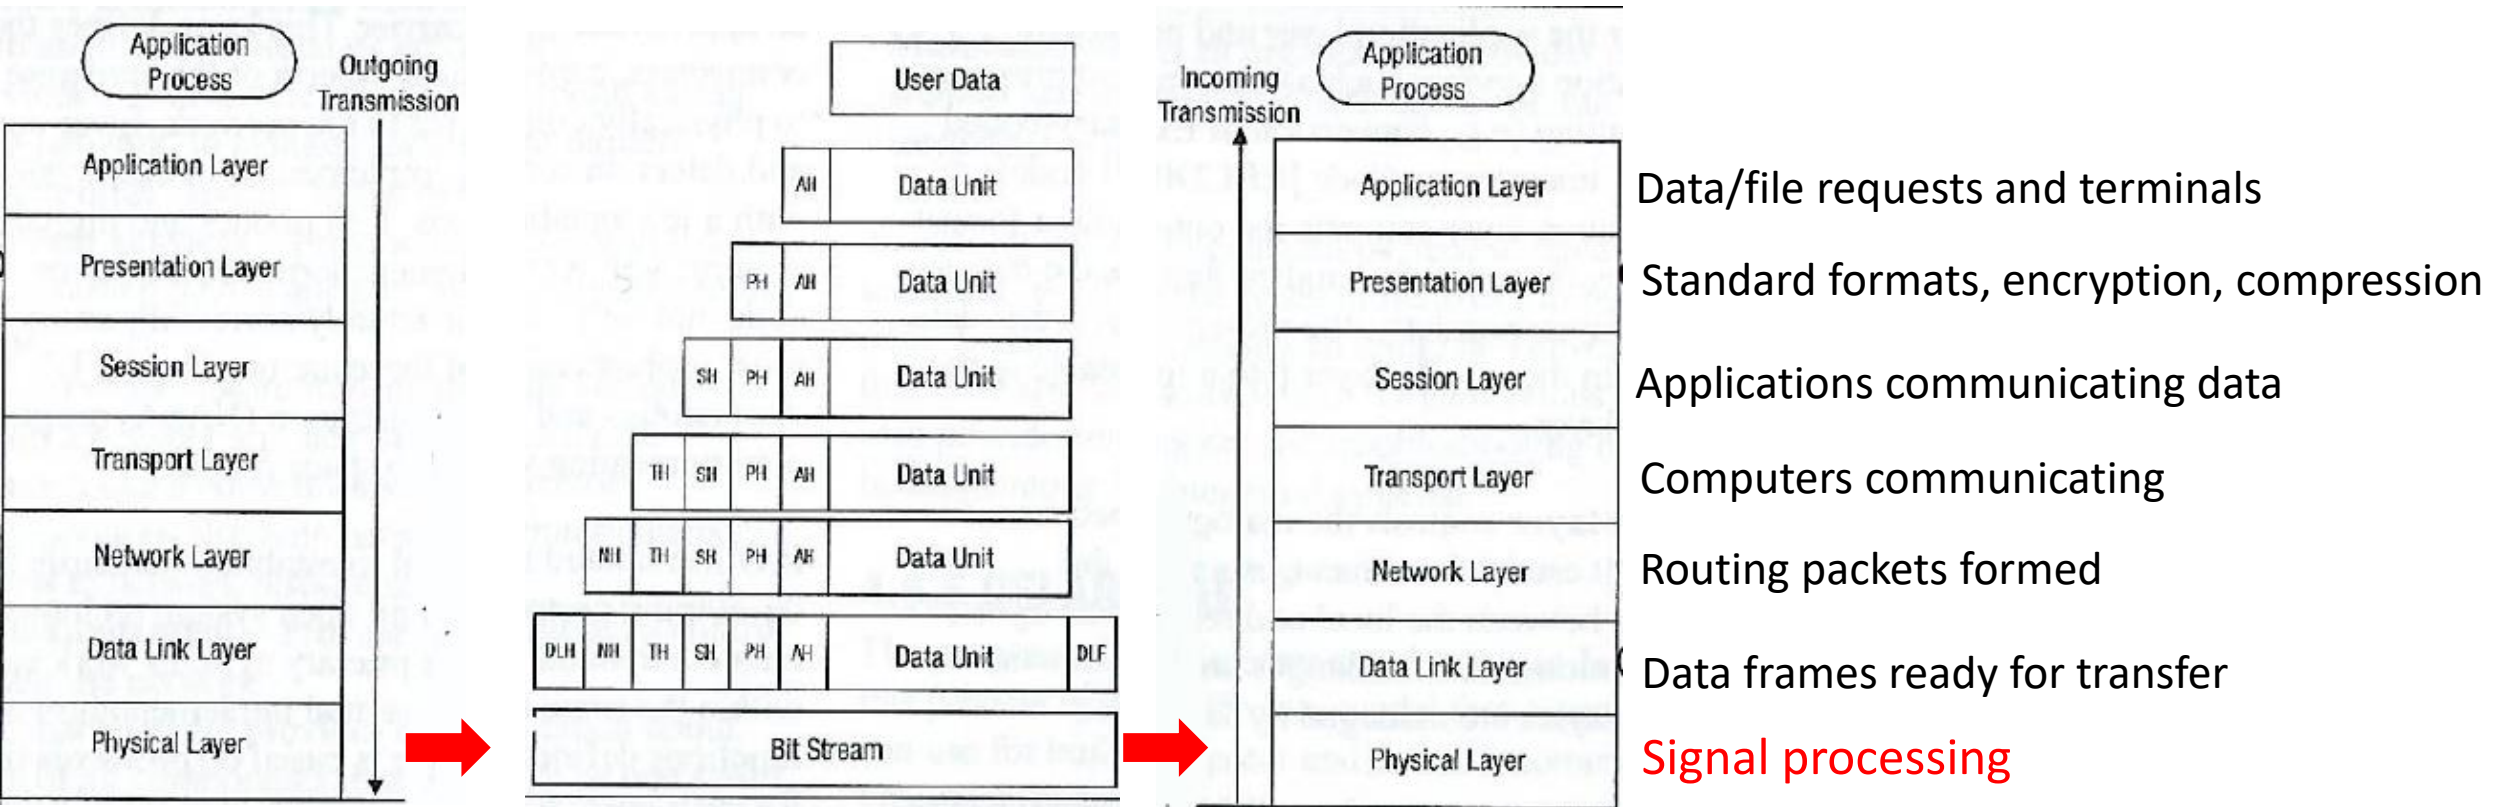 Application
Process
Outgoing
Transmission
Application Layer
Presentation Layer
Session Layer
Transport Layer
Network Layer
Data Link Layer
Physical Layer
User Data
AH Data Unit
PH AH Data Unit
SH PH AH Data Unit
TH SH PH AH Data Unit
NH TH SH PH AH Data Unit
DLH NH TH SH PH AH Data Unit DLF
Bit Stream
Incoming
Transmission
Application
Process
Application Layer
Presentation Layer
Session Layer
Transport Layer
Network Layer
Data Link Layer
Physical Layer
Data/file requests and terminals
Standard formats, encryption, compression
Applications communicating data
Computers communicating
Routing packets formed
Data frames ready for transfer
Signal processing